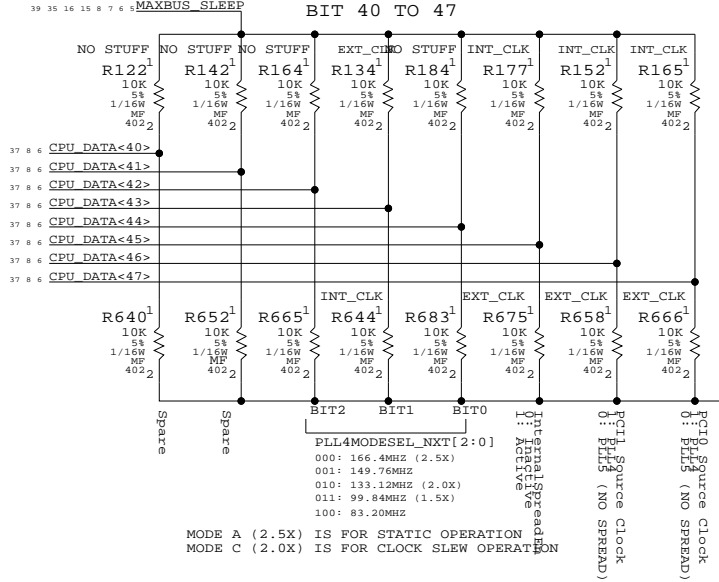 39 35 16 15 8 7 6 5 MAXBUS_SLEEP
BIT 40 TO 47
NO STUFF NO STUFF NO STUFF EXT_CLK NO STUFF INT_CLK INT_CLK INT_CLK
R122 1 R142 1 R164 1 R134 1 R184 1 R177 1 R152 1 R165 1
10K 10K 10K 10K 10K 10K 10K 10K
5% 5% 5% 5% 5% 5% 5% 5%
1/16W 1/16W 1/16W 1/16W 1/16W 1/16W 1/16W 1/16W
MF MF MF MF MF MF MF MF
402 2 402 2 402 2 402 2 402 2 402 2 402 2 402 2
37 8 6 CPU_DATA<40>
37 8 6 CPU_DATA<41>
37 8 6 CPU_DATA<42>
37 8 6 CPU_DATA<43>
37 8 6 CPU_DATA<44>
37 8 6 CPU_DATA<45>
37 8 6 CPU_DATA<46>
37 8 6 CPU_DATA<47>
INT_CLK EXT_CLK EXT_CLK EXT_CLK
R640 1 R652 1 R665 1 R644 1 R683 1 R675 1 R658 1 R666 1
10K 10K 10K 10K 10K 10K 10K 10K
5% 5% 5% 5% 5% 5% 5% 5%
1/16W 1/16W 1/16W 1/16W 1/16W 1/16W 1/16W 1/16W
MF MF MF MF MF MF MF MF
402 2 402 2 402 2 402 2 402 2 402 2 402 2 402 2
Spare
Spare
BIT2 BIT1 BIT0
PLL4MODESEL_NXT[2:0]
000: 166.4MHZ (2.5X)
001: 149.76MHZ
010: 133.12MHZ (2.0X)
011: 99.84MHZ (1.5X)
100: 83.20MHZ
InternalSpreadEn
0: Inactive
1: Active
PCI1 Source Clock
1: PLL4
0: PLL5 (NO SPREAD)
PCI0 Source Clock
1: PLL4
0: PLL5 (NO SPREAD)
MODE A (2.5X) IS FOR STATIC OPERATION
MODE C (2.0X) IS FOR CLOCK SLEW OPERATION